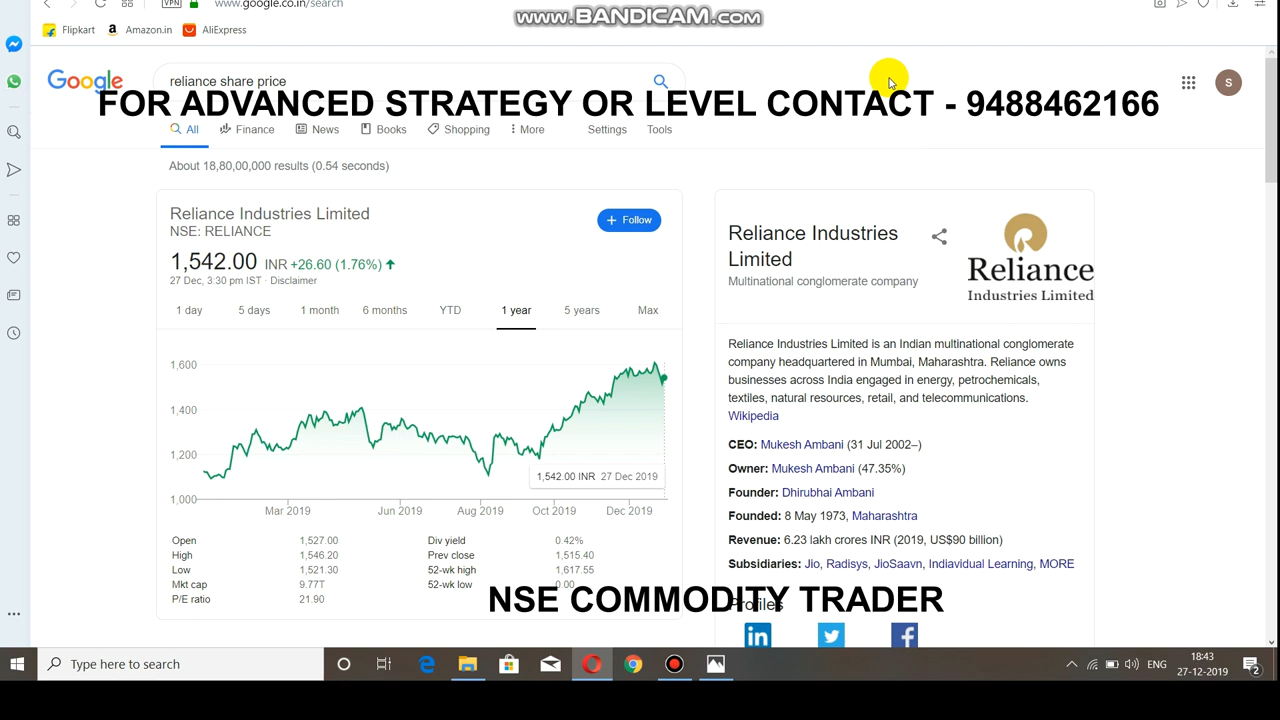 www.BANDICAM.com
VPN www.google.co.in/search
Flipkart Amazon.in AliExpress
Google reliance share price S
FOR ADVANCED STRATEGY OR LEVEL CONTACT - 9488462166
All Finance News Books Shopping More Settings Tools
About 18,80,00,000 results (0.54 seconds)
Reliance Industries Limited
NSE: RELIANCE
+ Follow
1,542.00 INR +26.60 (1.76%)
27 Dec, 3:30 pm IST · Disclaimer
1 day 5 days 1 month 6 months YTD 1 year 5 years Max
1,600
1,400
1,200
1,000
1,542.00 INR 27 Dec 2019
Mar 2019 Jun 2019 Aug 2019 Oct 2019 Dec 2019
Open 1,527.00 Div yield 0.42%
High 1,546.20 Prev close 1,515.40
Low 1,521.30 52-wk high 1,617.55
Mkt cap 9.77T 52-wk low 0.00
P/E ratio 21.90
Reliance Industries
Limited
Multinational conglomerate company
Reliance
Industries Limited
Reliance Industries Limited is an Indian multinational conglomerate
company headquartered in Mumbai, Maharashtra. Reliance owns
businesses across India engaged in energy, petrochemicals,
textiles, natural resources, retail, and telecommunications.
Wikipedia
CEO: Mukesh Ambani (31 Jul 2002–)
Owner: Mukesh Ambani (47.35%)
Founder: Dhirubhai Ambani
Founded: 8 May 1973, Maharashtra
Revenue: 6.23 lakh crores INR (2019, US$90 billion)
Subsidiaries: Jio, Radisys, JioSaavn, Indiavidual Learning, MORE
Profiles
NSE COMMODITY TRADER
Type here to search
ENG
18:43
27-12-2019
2